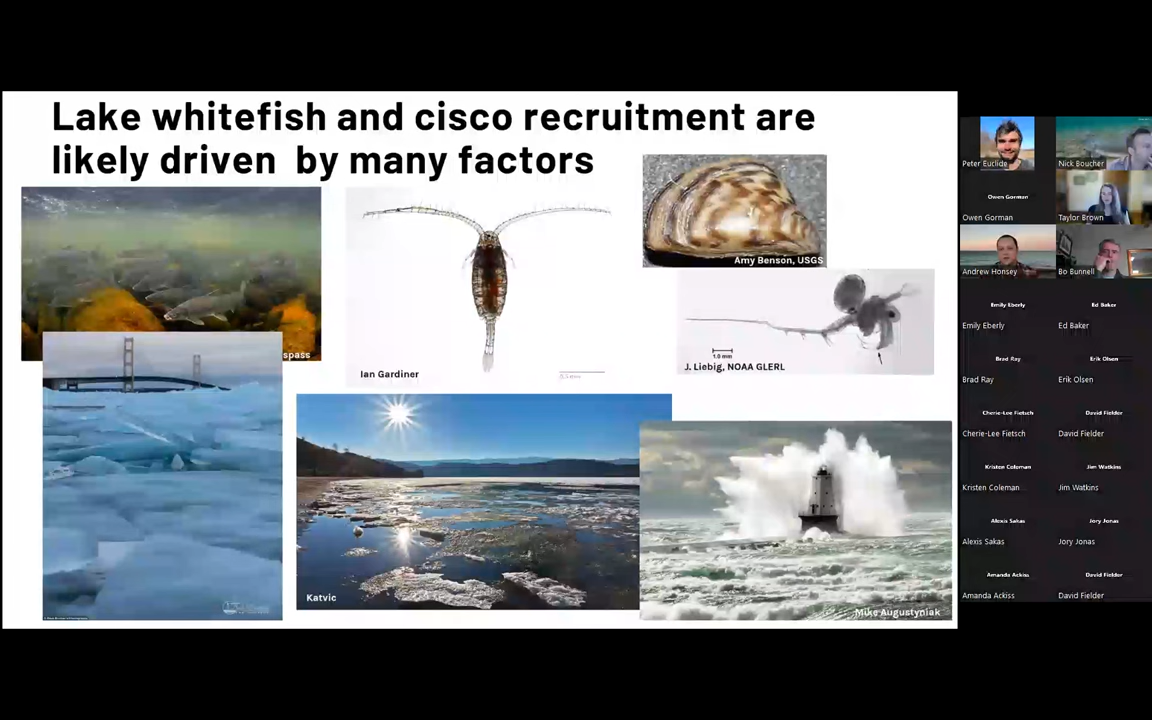 Lake whitefish and cisco recruitment are
likely driven by many factors
spass
Ian Gardiner
Amy Benson, USGS
1.0 mm
J. Liebig, NOAA GLERL
Katvic
Mike Augustyniak
Peter Euclide
Nick Boucher
Owen Gorman
Owen Gorman
Taylor Brown
Andrew Honsey
Bo Bunnell
Emily Eberly
Ed Baker
Emily Eberly
Ed Baker
Brad Ray
Erik Olsen
Brad Ray
Erik Olsen
Cherie-Lee Fietsch
David Fielder
Cherie-Lee Fietsch
David Fielder
Kristen Coleman
Jim Watkins
Kristen Coleman
Jim Watkins
Alexis Sakas
Jory Jonas
Alexis Sakas
Jory Jonas
Amanda Ackiss
David Fielder
Amanda Ackiss
David Fielder